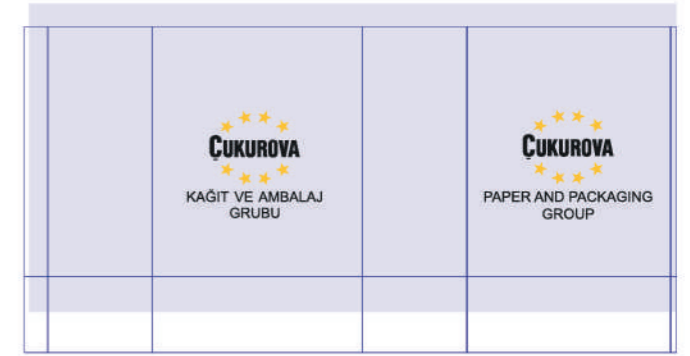 ÇUKUROVA
KAĞIT VE AMBALAJ
GRUBU
ÇUKUROVA
PAPER AND PACKAGING
GROUP